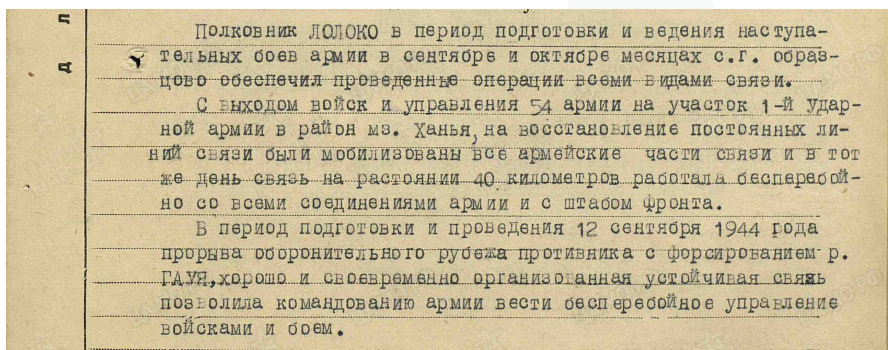 Полковник ЛОЛОКО в период подготовки и ведения наступа-
тельных боев армии в сентябре и октябре месяцах с.г. образ-
цово обеспечил проведенные операции всеми видами связи.
С выходом войск и управления 54 армии на участок 1-й Удар-
ной армии в район мз. Ханья, на восстановление постоянных ли-
ний связи были мобилизованы все армейские части связи и в тот
же день связь на растоянии 40 километров работала бесперебой-
но со всеми соединениями армии и с штабом фронта.
В период подготовки и проведения 12 сентября 1944 года
прорыва оборонительного рубежа противника с форсированием р.
ГАУЯ, хорошо и своевременно организованная устойчивая связь
позволила командованию армии вести бесперебойное управление
войсками и боем.